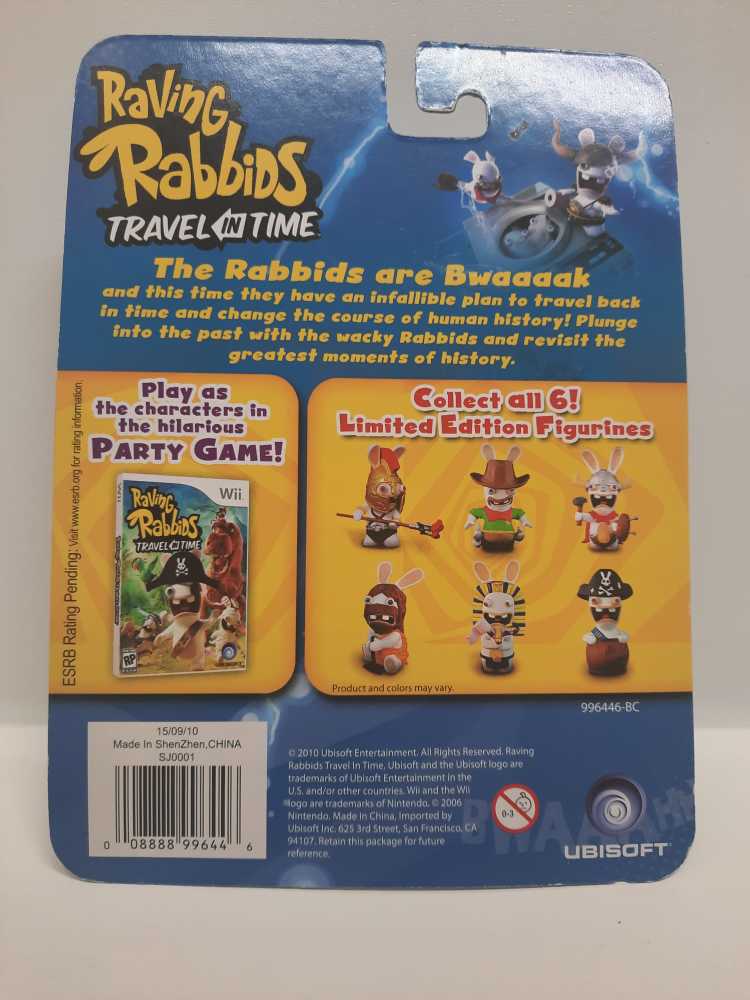 RAVING
RABBIDS
TRAVEL IN TIME
The Rabbids are Bwaaaak
and this time they have an infallible plan to travel back
in time and change the course of human history! Plunge
into the past with the wacky Rabbids and revisit the
greatest moments of history.
Play as
the characters in
the hilarious
PARTY GAME!
Wii
RAVING
RABBIDS
TRAVEL IN TIME
RP
UBISOFT
ESRB Rating Pending: Visit www.esrb.org for rating information.
Collect all 6!
Limited Edition Figurines
Product and colors may vary.
996446-BC
15/09/10
Made In ShenZhen,CHINA
SJ0001
0 08888 99644 6
© 2010 Ubisoft Entertainment. All Rights Reserved. Raving
Rabbids Travel In Time, Ubisoft and the Ubisoft logo are
trademarks of Ubisoft Entertainment in the
U.S. and/or other countries. Wii and the Wii
logo are trademarks of Nintendo. © 2006
Nintendo. Made In China, Imported by
Ubisoft Inc. 625 3rd Street, San Francisco, CA
94107. Retain this package for future
reference.
0-3
BWAAAHH
UBISOFT